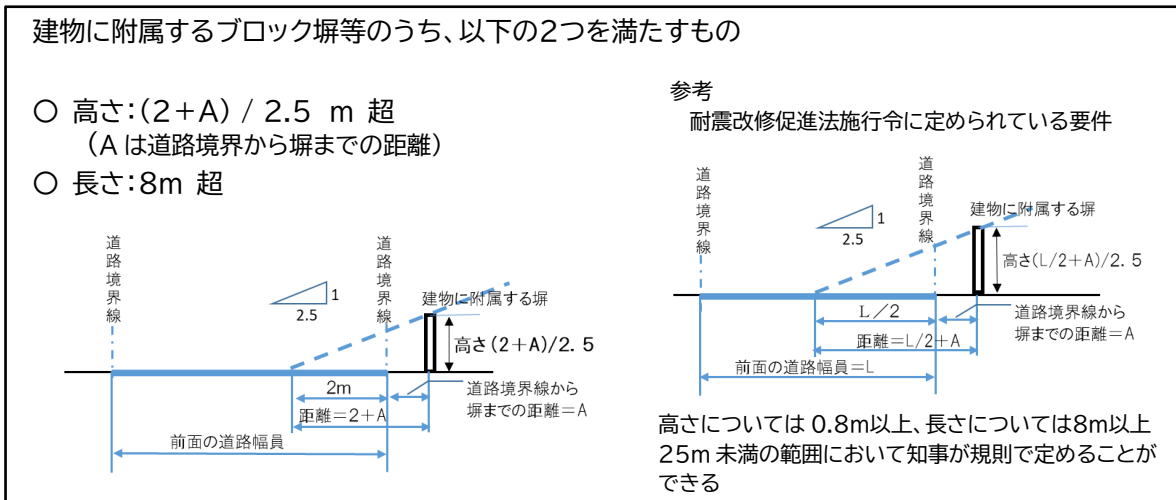 建物に附属するブロック塀等のうち、以下の2つを満たすもの
○ 高さ:(2+A) / 2.5 m 超
(A は道路境界から塀までの距離)
○ 長さ:8m 超
道路境界線
道路境界線
1
2.5
建物に附属する塀
高さ(2+A)/2.5
2m
距離=2+A
道路境界線から
塀までの距離=A
前面の道路幅員
参考
耐震改修促進法施行令に定められている要件
道路境界線
道路境界線
1
2.5
建物に附属する塀
高さ(L/2+A)/2.5
L/2
距離=L/2+A
道路境界線から
塀までの距離=A
前面の道路幅員=L
高さについては 0.8m以上、長さについては8m以上
25m 未満の範囲において知事が規則で定めることが
できる